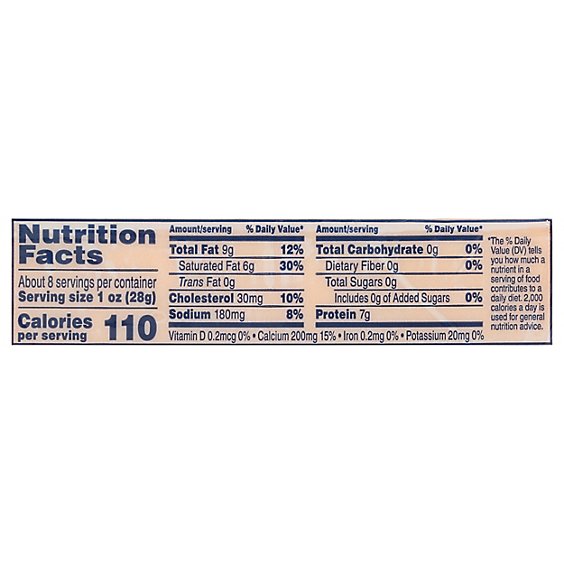 Nutrition
Facts
About 8 servings per container
Serving size 1 oz (28g)
Calories 110
per serving
Amount/serving % Daily Value*
Total Fat 9g 12%
Saturated Fat 6g 30%
Trans Fat 0g
Cholesterol 30mg 10%
Sodium 180mg 8%
Amount/serving % Daily Value*
Total Carbohydrate 0g 0%
Dietary Fiber 0g 0%
Total Sugars 0g
Includes 0g of Added Sugars 0%
Protein 7g
Vitamin D 0.2mcg 0% • Calcium 200mg 15% • Iron 0.2mg 0% • Potassium 20mg 0%
*The % Daily
Value (DV) tells
you how much a
nutrient in a
serving of food
contributes to a
daily diet. 2,000
calories a day is
used for general
nutrition advice.